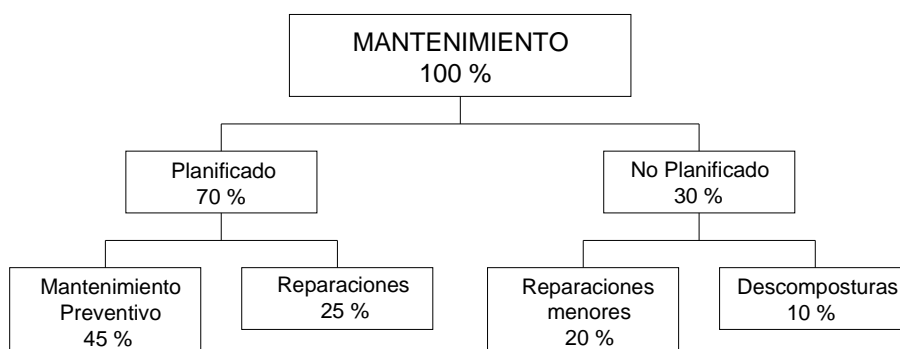 MANTENIMIENTO
100 %
Planificado
70 %
No Planificado
30 %
Mantenimiento
Preventivo
45 %
Reparaciones
25 %
Reparaciones
menores
20 %
Descomposturas
10 %